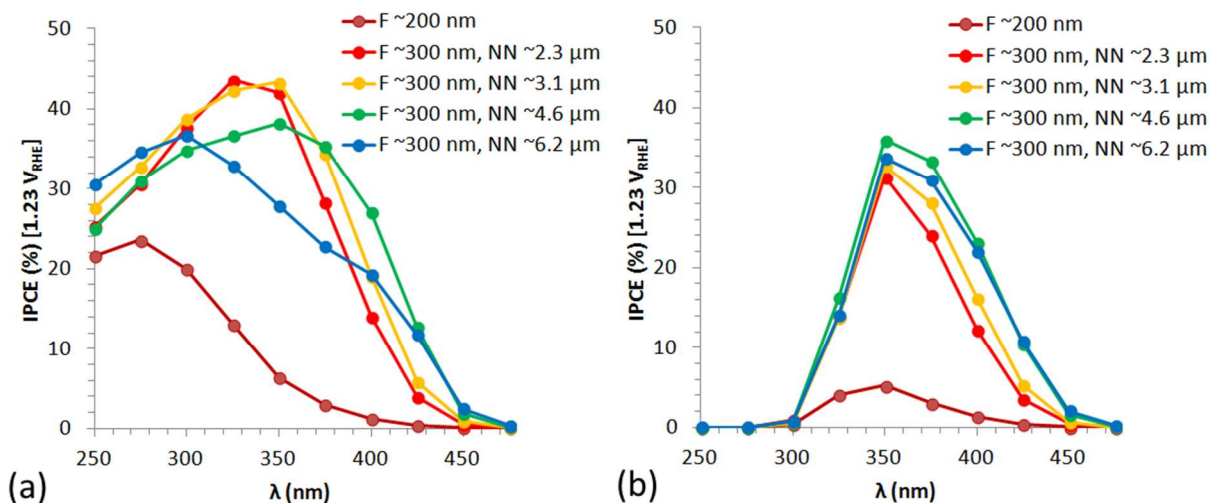 50
40
30
20
10
0
IPCE (%) [1.23 V_RHE]
F ~200 nm
F ~300 nm, NN ~2.3 µm
F ~300 nm, NN ~3.1 µm
F ~300 nm, NN ~4.6 µm
F ~300 nm, NN ~6.2 µm
250 300 350 400 450
λ (nm)
(a)
50
40
30
20
10
0
IPCE (%) [1.23 V_RHE]
F ~200 nm
F ~300 nm, NN ~2.3 µm
F ~300 nm, NN ~3.1 µm
F ~300 nm, NN ~4.6 µm
F ~300 nm, NN ~6.2 µm
250 300 350 400 450
λ (nm)
(b)